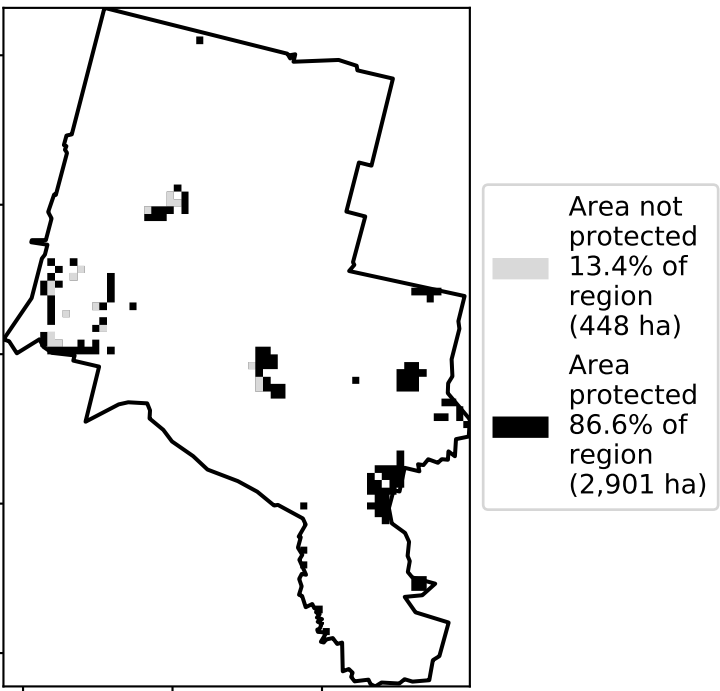 Area not
protected
13.4% of
region
(448 ha)
Area
protected
86.6% of
region
(2,901 ha)